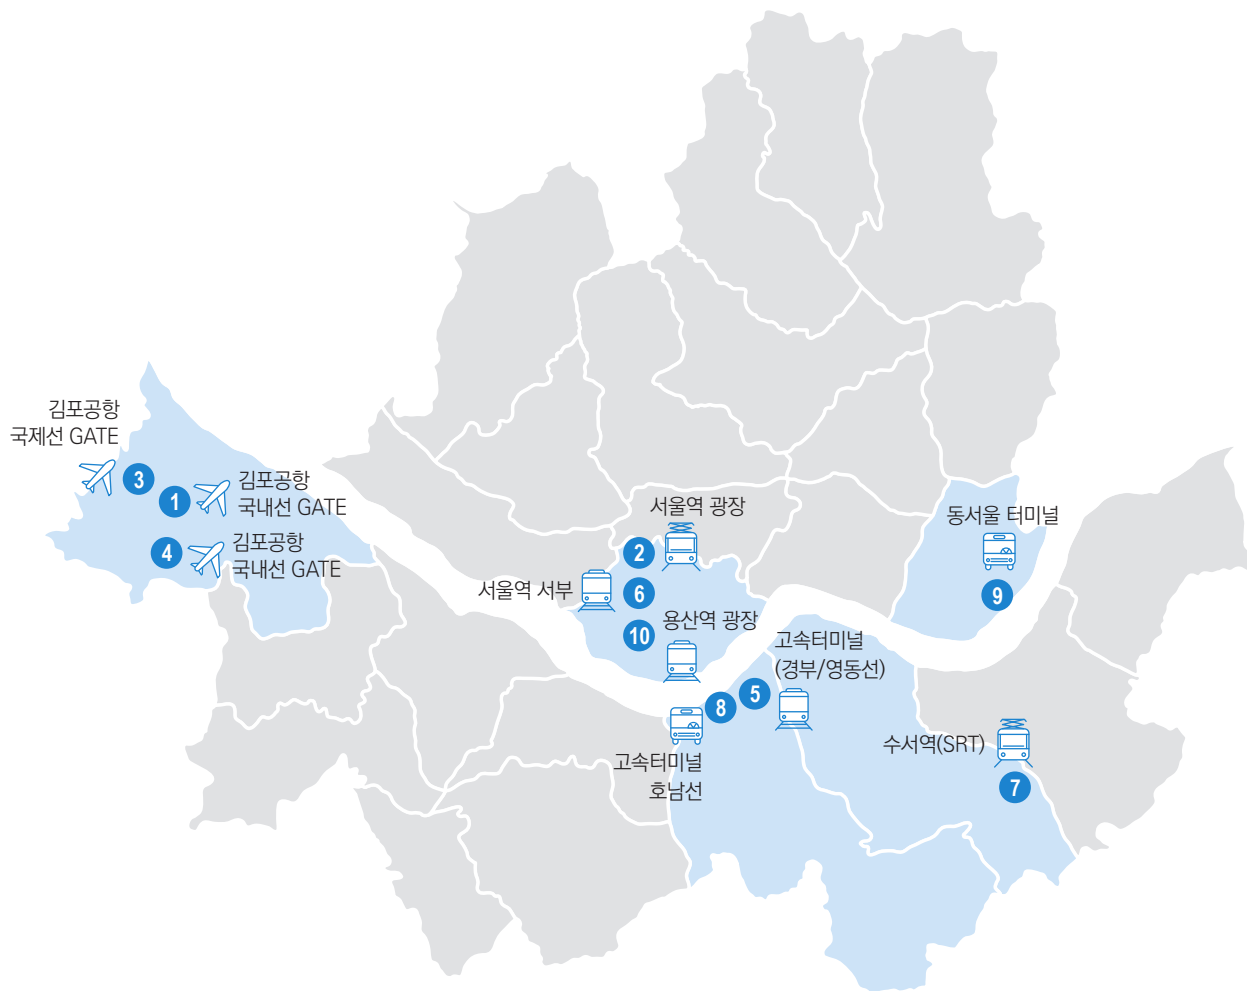 김포공항
국제선 GATE
3
1
김포공항
국내선 GATE
4
김포공항
국내선 GATE
서울역 광장
2
서울역 서부
6
10
용산역 광장
동서울 터미널
9
고속터미널
(경부/영동선)
5
8
고속터미널
호남선
수서역(SRT)
7